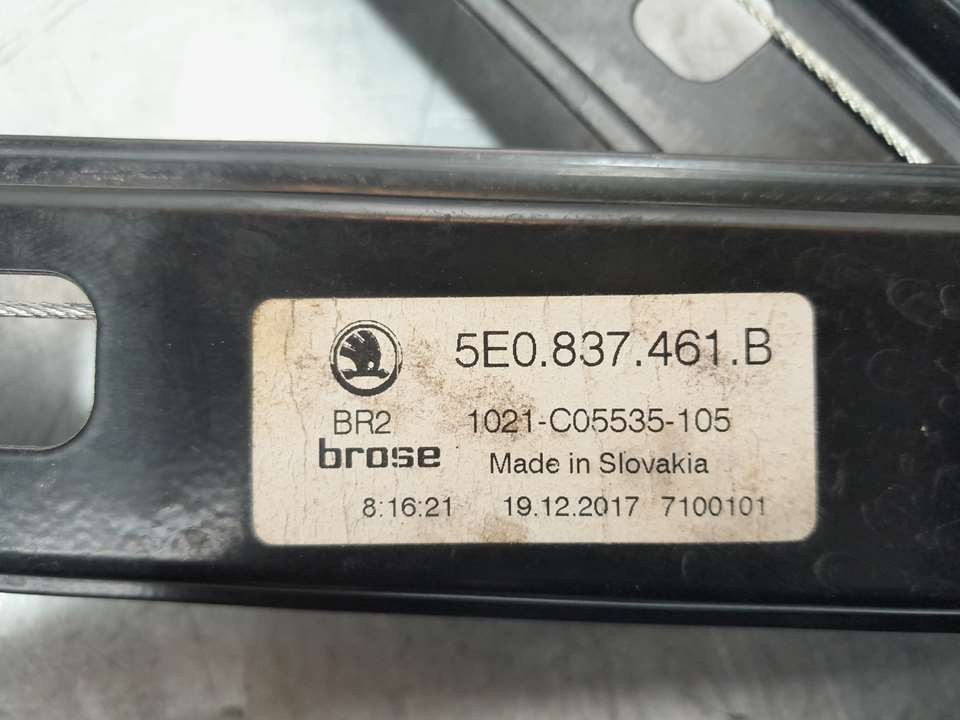 5E0.837.461.B
BR2 1021-C05535-105
brose Made in Slovakia
8:16:21 19.12.2017 7100101